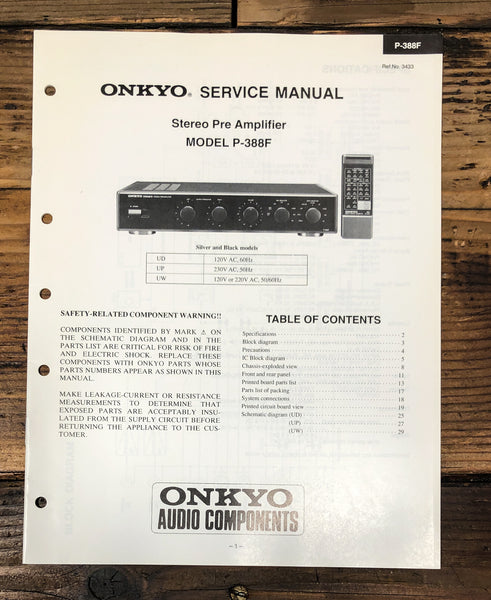 P-388F
Ref.No. 3433
ONKYO® SERVICE MANUAL
Stereo Pre Amplifier
MODEL P-388F
ONKYO
Silver and Black models
UD 120V AC, 60Hz
UP 230V AC, 50Hz
UW 120V or 220V AC, 50/60Hz
SAFETY-RELATED COMPONENT WARNING!!
COMPONENTS IDENTIFIED BY MARK ⚠ ON
THE SCHEMATIC DIAGRAM AND IN THE
PARTS LIST ARE CRITICAL FOR RISK OF FIRE
AND ELECTRIC SHOCK. REPLACE THESE
COMPONENTS WITH ONKYO PARTS WHOSE
PARTS NUMBERS APPEAR AS SHOWN IN THIS
MANUAL.
MAKE LEAKAGE-CURRENT OR RESISTANCE
MEASUREMENTS TO DETERMINE THAT
EXPOSED PARTS ARE ACCEPTABLY INSU-
LATED FROM THE SUPPLY CIRCUIT BEFORE
RETURNING THE APPLIANCE TO THE CUS-
TOMER.
TABLE OF CONTENTS
Specifications 2
Block diagram 3
Precautions 4
IC Block diagram 5
Chassis-exploded view 8
Front and rear panel 11
Printed board parts list 13
Parts list of packing 17
System connections 18
Printed circuit board view 19
Schematic diagram (UD) 25
(UP) 27
(UW) 29
ONKYO
AUDIO COMPONENTS
– 1 –